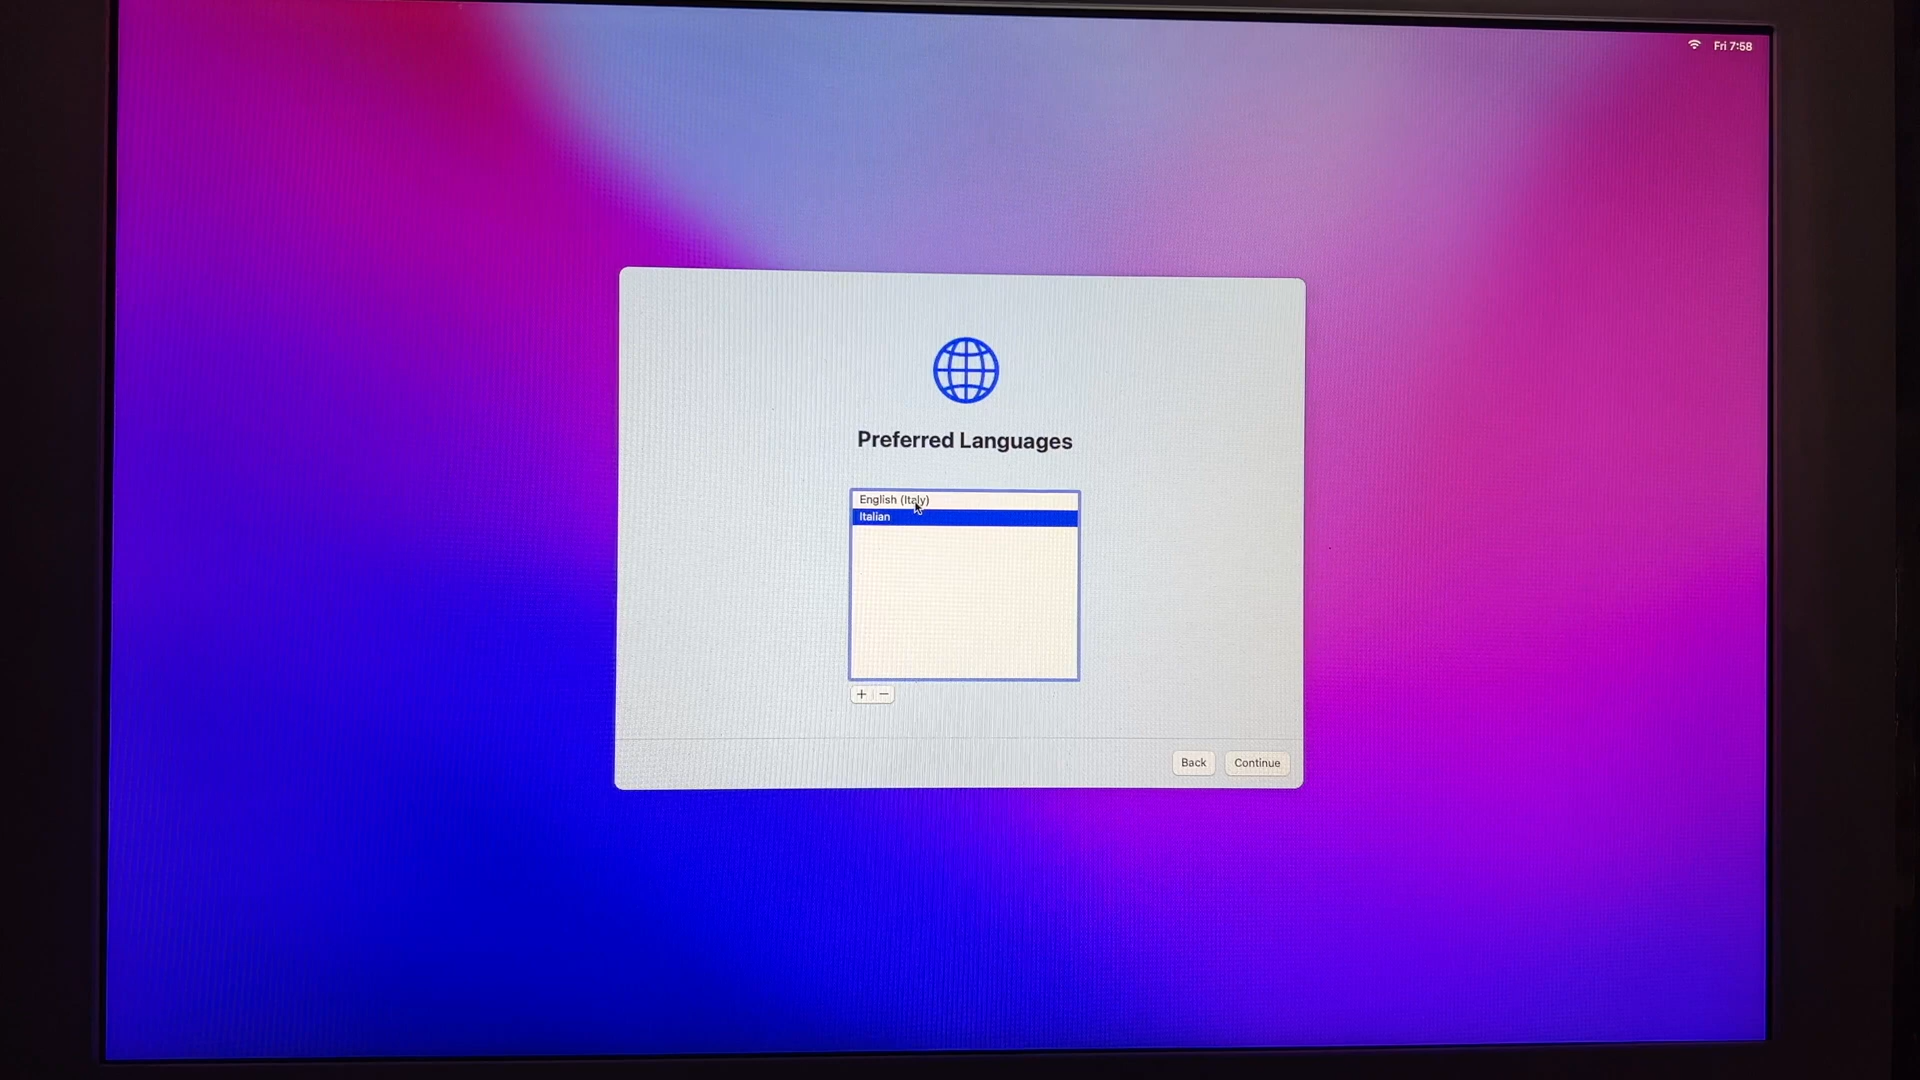 Fri 7:58
Preferred Languages
English (Italy)
Italian
+ −
Back Continue